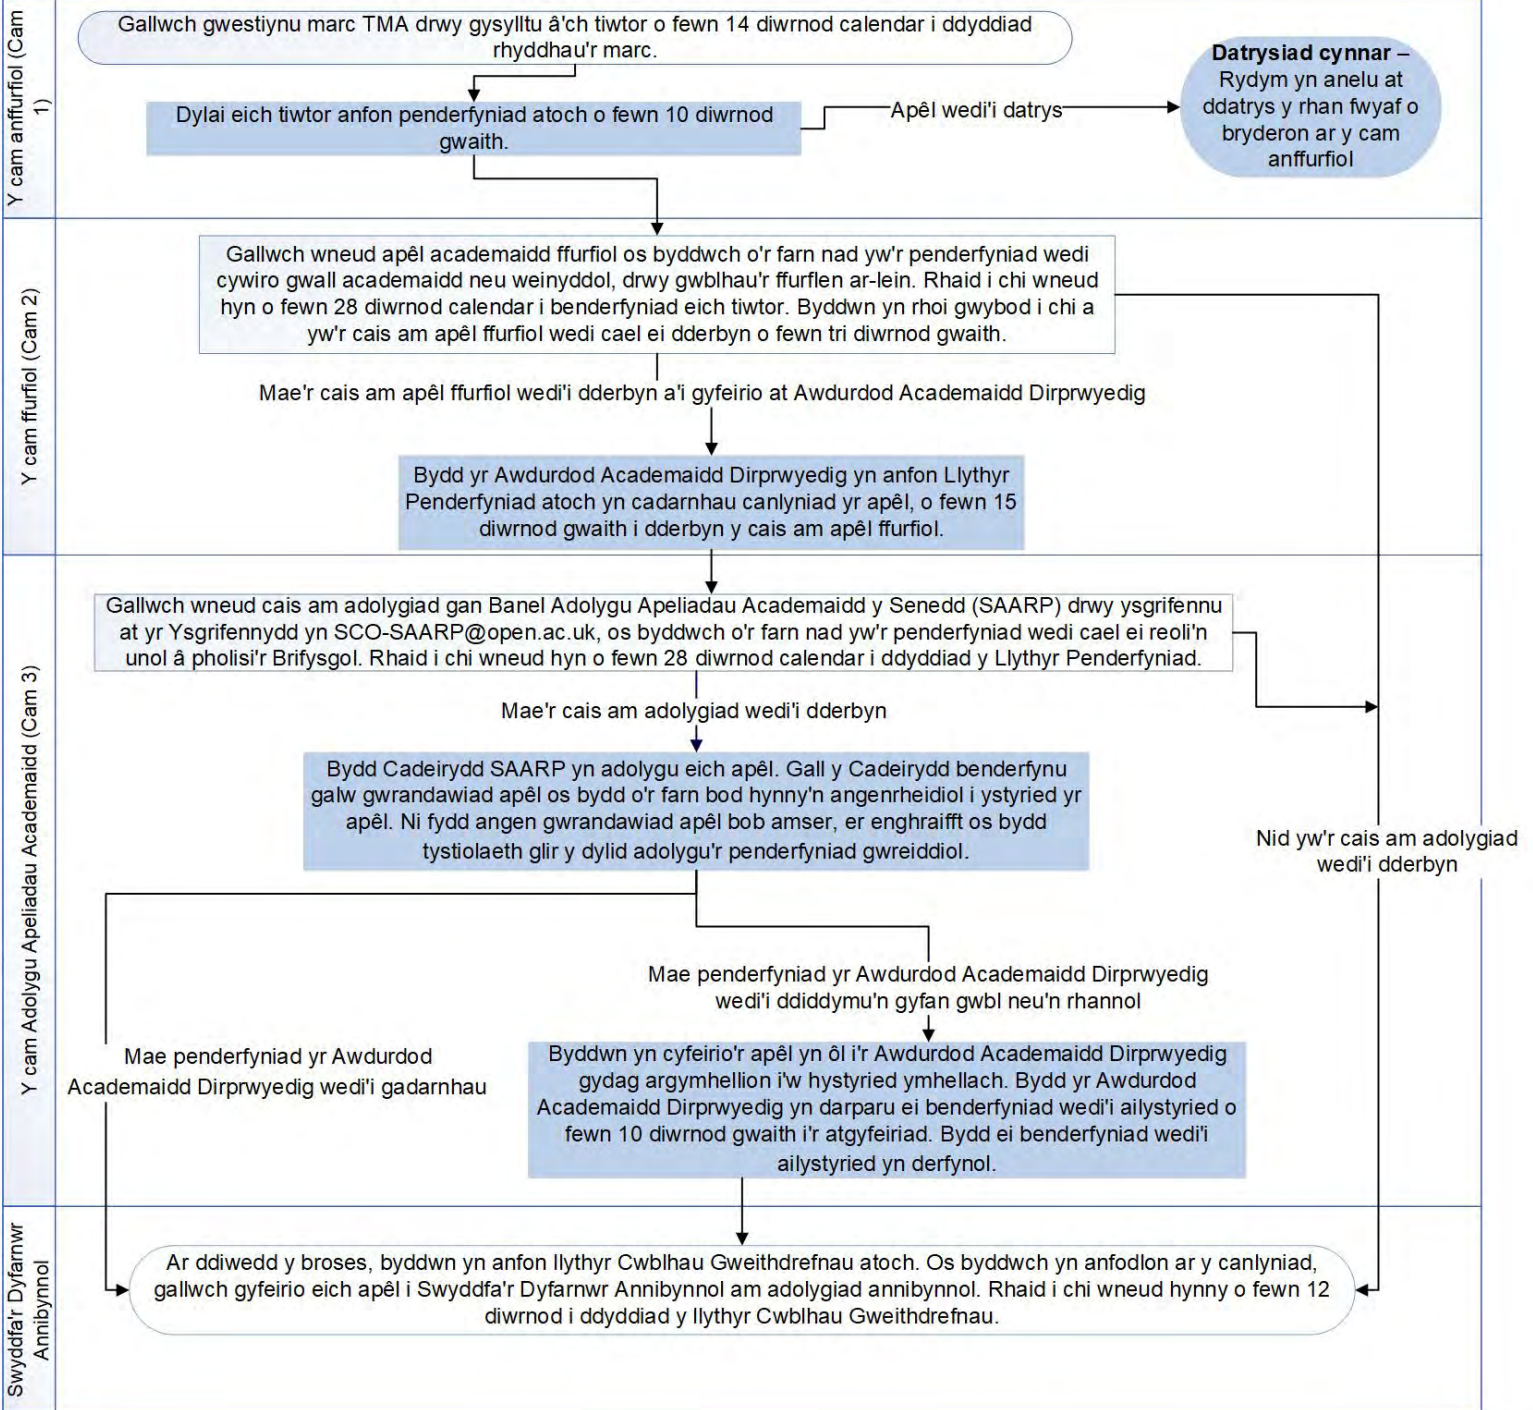 Y cam anffurfiol (Cam
1)
Gallwch gwestiynu marc TMA drwy gysylltu â'ch tiwtor o fewn 14 diwrnod calendar i ddyddiad
rhyddhau'r marc.
Dylai eich tiwtor anfon penderfyniad atoch o fewn 10 diwrnod
gwaith.
Apêl wedi'i datrys
Datrysiad cynnar –
Rydym yn anelu at
ddatrys y rhan fwyaf o
bryderon ar y cam
anffurfiol
Y cam ffurfiol (Cam 2)
Gallwch wneud apêl academaidd ffurfiol os byddwch o'r farn nad yw'r penderfyniad wedi
cywiro gwall academaidd neu weinyddol, drwy gwblhau'r ffurflen ar-lein. Rhaid i chi wneud
hyn o fewn 28 diwrnod calendar i benderfyniad eich tiwtor. Byddwn yn rhoi gwybod i chi a
yw'r cais am apêl ffurfiol wedi cael ei dderbyn o fewn tri diwrnod gwaith.
Mae'r cais am apêl ffurfiol wedi'i dderbyn a'i gyfeirio at Awdurdod Academaidd Dirprwyedig
Bydd yr Awdurdod Academaidd Dirprwyedig yn anfon Llythyr
Penderfyniad atoch yn cadarnhau canlyniad yr apêl, o fewn 15
diwrnod gwaith i dderbyn y cais am apêl ffurfiol.
Y cam Adolygu Apeliadau Academaidd (Cam 3)
Gallwch wneud cais am adolygiad gan Banel Adolygu Apeliadau Academaidd y Senedd (SAARP) drwy ysgrifennu
at yr Ysgrifennydd yn SCO-SAARP@open.ac.uk, os byddwch o'r farn nad yw'r penderfyniad wedi cael ei reoli'n
unol â pholisi'r Brifysgol. Rhaid i chi wneud hyn o fewn 28 diwrnod calendar i ddyddiad y Llythyr Penderfyniad.
Mae'r cais am adolygiad wedi'i dderbyn
Bydd Cadeirydd SAARP yn adolygu eich apêl. Gall y Cadeirydd benderfynu
galw gwrandawiad apêl os bydd o'r farn bod hynny'n angenrheidiol i ystyried yr
apêl. Ni fydd angen gwrandawiad apêl bob amser, er enghraifft os bydd
tystiolaeth glir y dylid adolygu'r penderfyniad gwreiddiol.
Nid yw'r cais am adolygiad
wedi'i dderbyn
Mae penderfyniad yr Awdurdod Academaidd Dirprwyedig
wedi'i ddiddymu'n gyfan gwbl neu'n rhannol
Mae penderfyniad yr Awdurdod
Academaidd Dirprwyedig wedi'i gadarnhau
Byddwn yn cyfeirio'r apêl yn ôl i'r Awdurdod Academaidd Dirprwyedig
gydag argymhellion i'w hystyried ymhellach. Bydd yr Awdurdod
Academaidd Dirprwyedig yn darparu ei benderfyniad wedi'i ailystyried o
fewn 10 diwrnod gwaith i'r atgyfeiriad. Bydd ei benderfyniad wedi'i
ailystyried yn derfynol.
Swyddfa'r Dyfarnwr
Annibynnol
Ar ddiwedd y broses, byddwn yn anfon llythyr Cwblhau Gweithdrefnau atoch. Os byddwch yn anfodlon ar y canlyniad,
gallwch gyfeirio eich apêl i Swyddfa'r Dyfarnwr Annibynnol am adolygiad annibynnol. Rhaid i chi wneud hynny o fewn 12
diwrnod i ddyddiad y llythyr Cwblhau Gweithdrefnau.